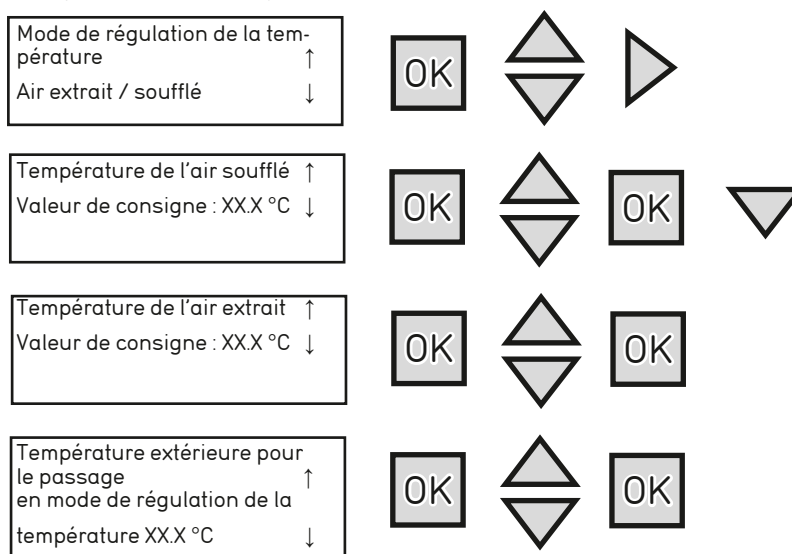 Mode de régulation de la tem-
pérature ↑
Air extrait / soufflé ↓
OK
Température de l'air soufflé ↑
Valeur de consigne : XX.X °C ↓
OK
OK
Température de l'air extrait ↑
Valeur de consigne : XX.X °C ↓
OK
OK
Température extérieure pour
le passage ↑
en mode de régulation de la
température XX.X °C ↓
OK
OK